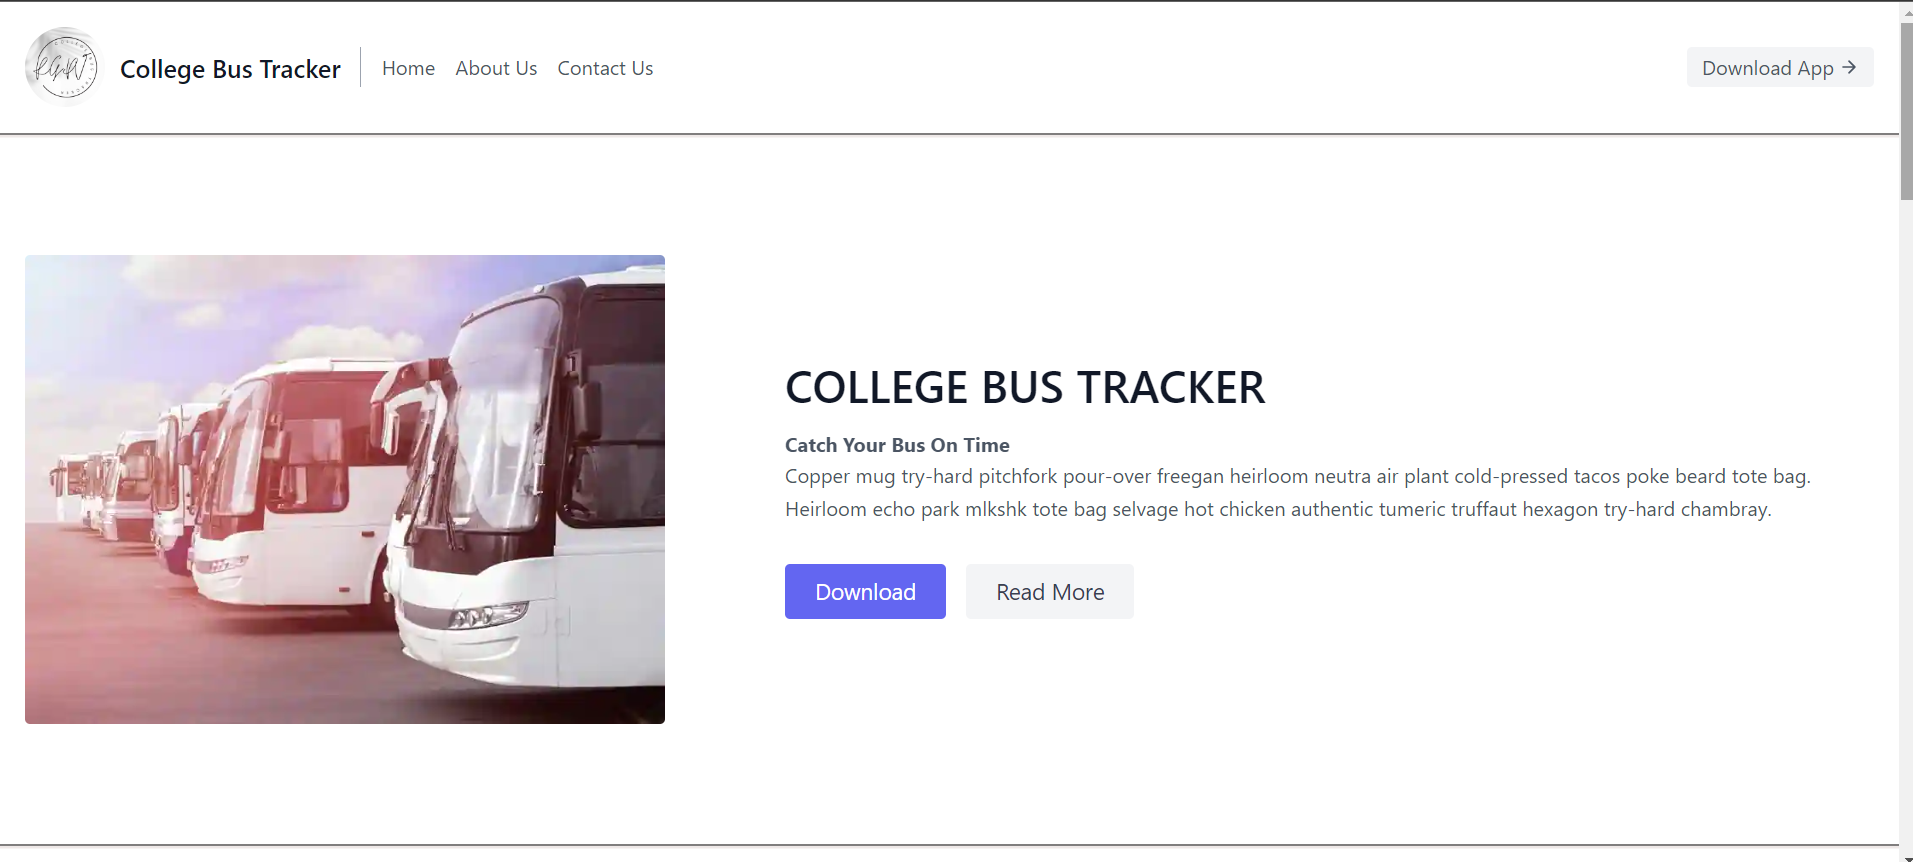 College Bus Tracker
Home About Us Contact Us
Download App →
COLLEGE BUS TRACKER
Catch Your Bus On Time
Copper mug try-hard pitchfork pour-over freegan heirloom neutra air plant cold-pressed tacos poke beard tote bag.
Heirloom echo park mlkshk tote bag selvage hot chicken authentic tumeric truffaut hexagon try-hard chambray.
Download Read More